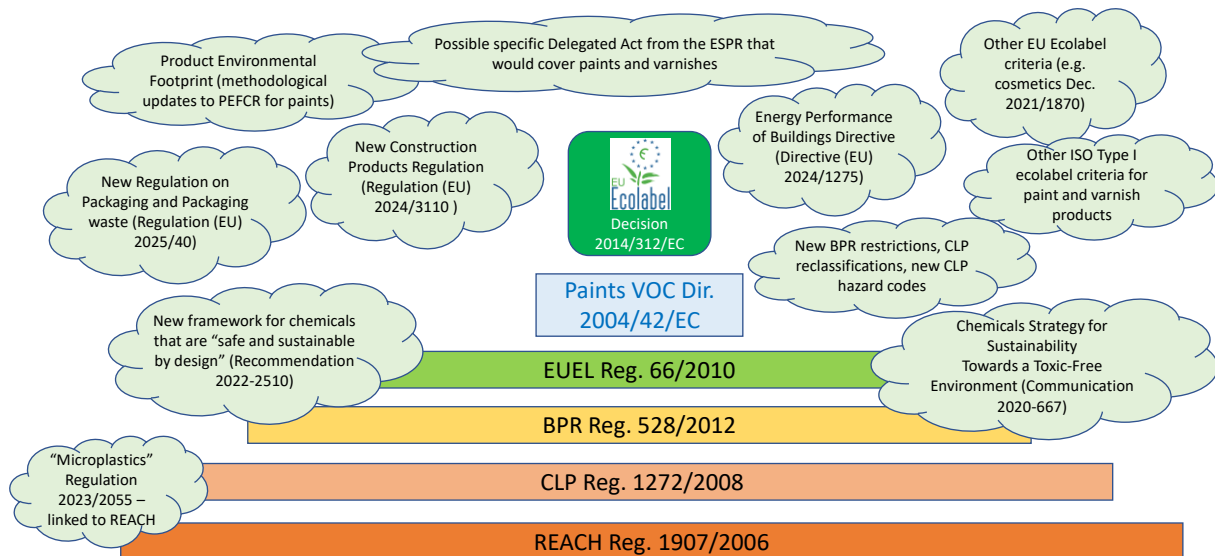 Product Environmental
Footprint (methodological
updates to PEFCR for paints)
Possible specific Delegated Act from the ESPR that
would cover paints and varnishes
Other EU Ecolabel
criteria (e.g.
cosmetics Dec.
2021/1870)
New Construction
Products Regulation
(Regulation (EU)
2024/3110 )
Energy Performance
of Buildings Directive
(Directive (EU)
2024/1275)
New Regulation on
Packaging and Packaging
waste (Regulation (EU)
2025/40)
EU
Ecolabel
Decision
2014/312/EC
Other ISO Type I
ecolabel criteria for
paint and varnish
products
New BPR restrictions, CLP
reclassifications, new CLP
hazard codes
Paints VOC Dir.
2004/42/EC
New framework for chemicals
that are “safe and sustainable
by design” (Recommendation
2022-2510)
Chemicals Strategy for
Sustainability
Towards a Toxic-Free
Environment (Communication
2020-667)
EUEL Reg. 66/2010
BPR Reg. 528/2012
“Microplastics”
Regulation
2023/2055 –
linked to REACH
CLP Reg. 1272/2008
REACH Reg. 1907/2006